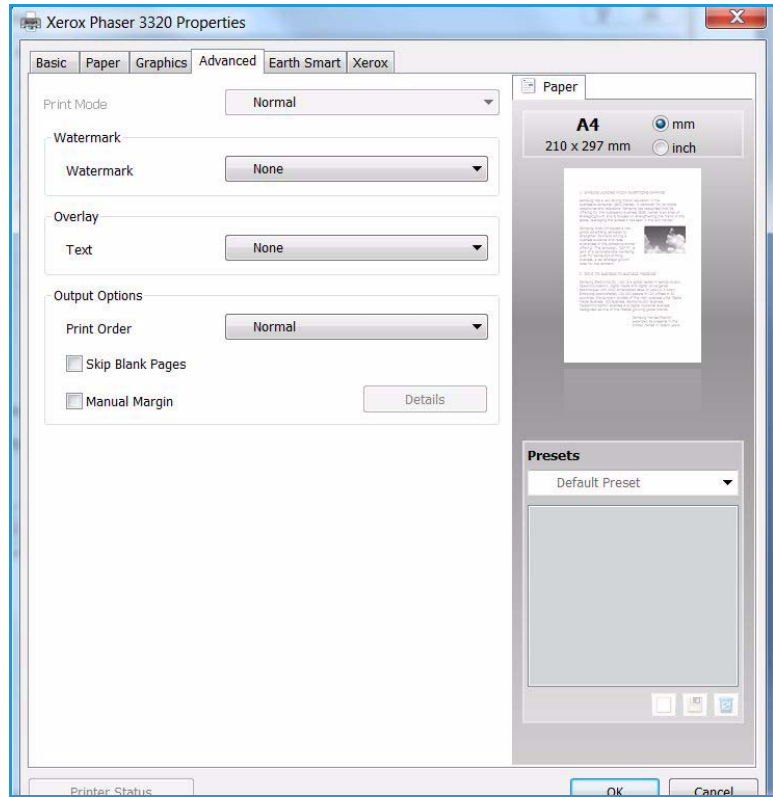 Xerox Phaser 3320 Properties
Basic Paper Graphics Advanced Earth Smart Xerox
Print Mode Normal
Watermark
Watermark None
Overlay
Text None
Output Options
Print Order Normal
Skip Blank Pages
Manual Margin Details
Paper
A4 mm
210 x 297 mm inch
Presets
Default Preset
Printer Status OK Cancel